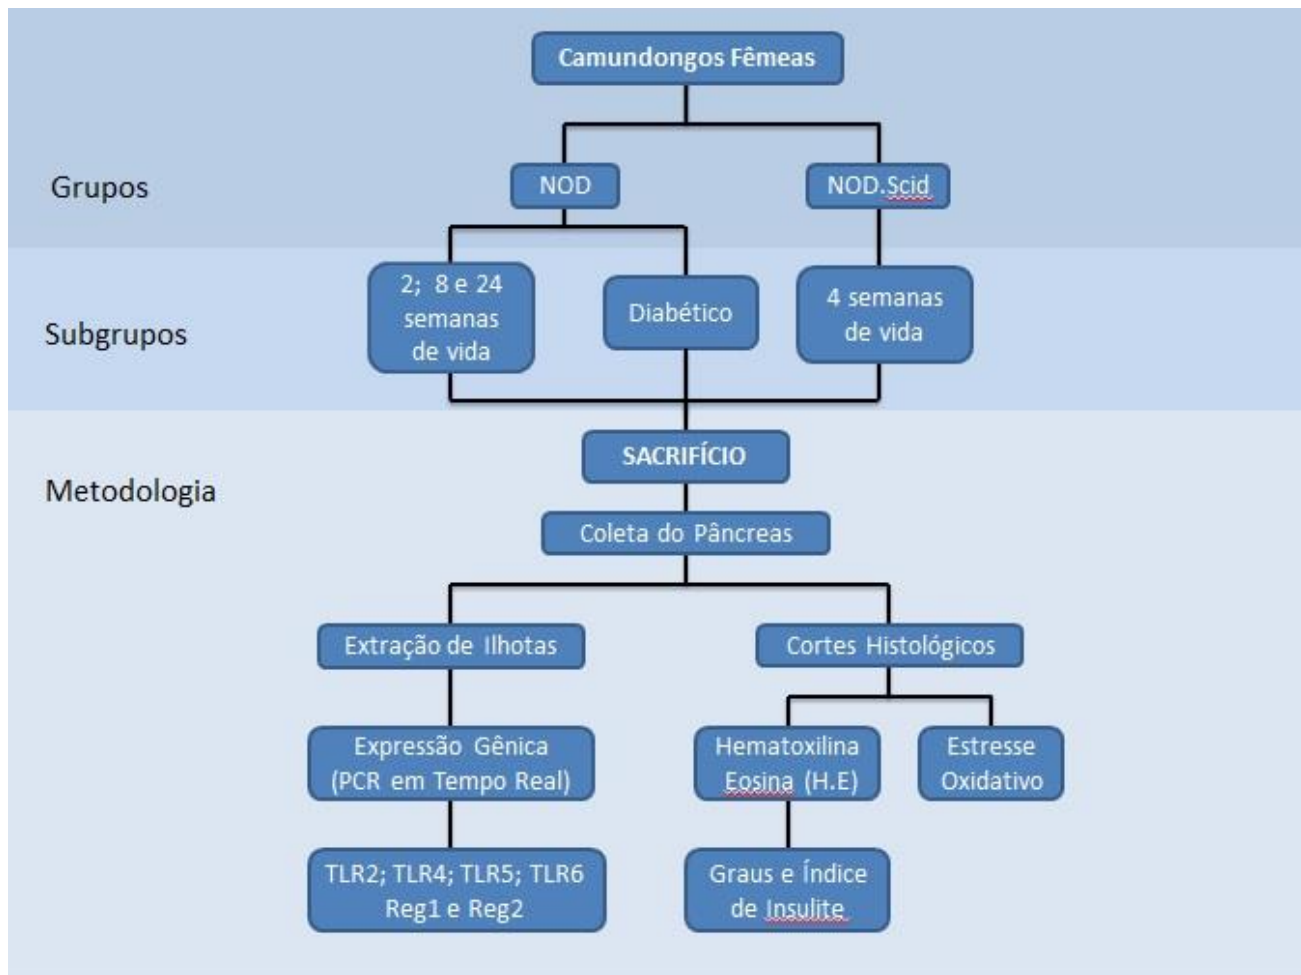 Camundongos Fêmeas
Grupos
NOD
NOD.Scid
Subgrupos
2; 8 e 24
semanas
de vida
Diabético
4 semanas
de vida
Metodologia
SACRIFÍCIO
Coleta do Pâncreas
Extração de Ilhotas
Cortes Histológicos
Expressão Gênica
(PCR em Tempo Real)
Hematoxilina
Eosina (H.E)
Estresse
Oxidativo
TLR2; TLR4; TLR5; TLR6
Reg1 e Reg2
Graus e Índice
de Insulite